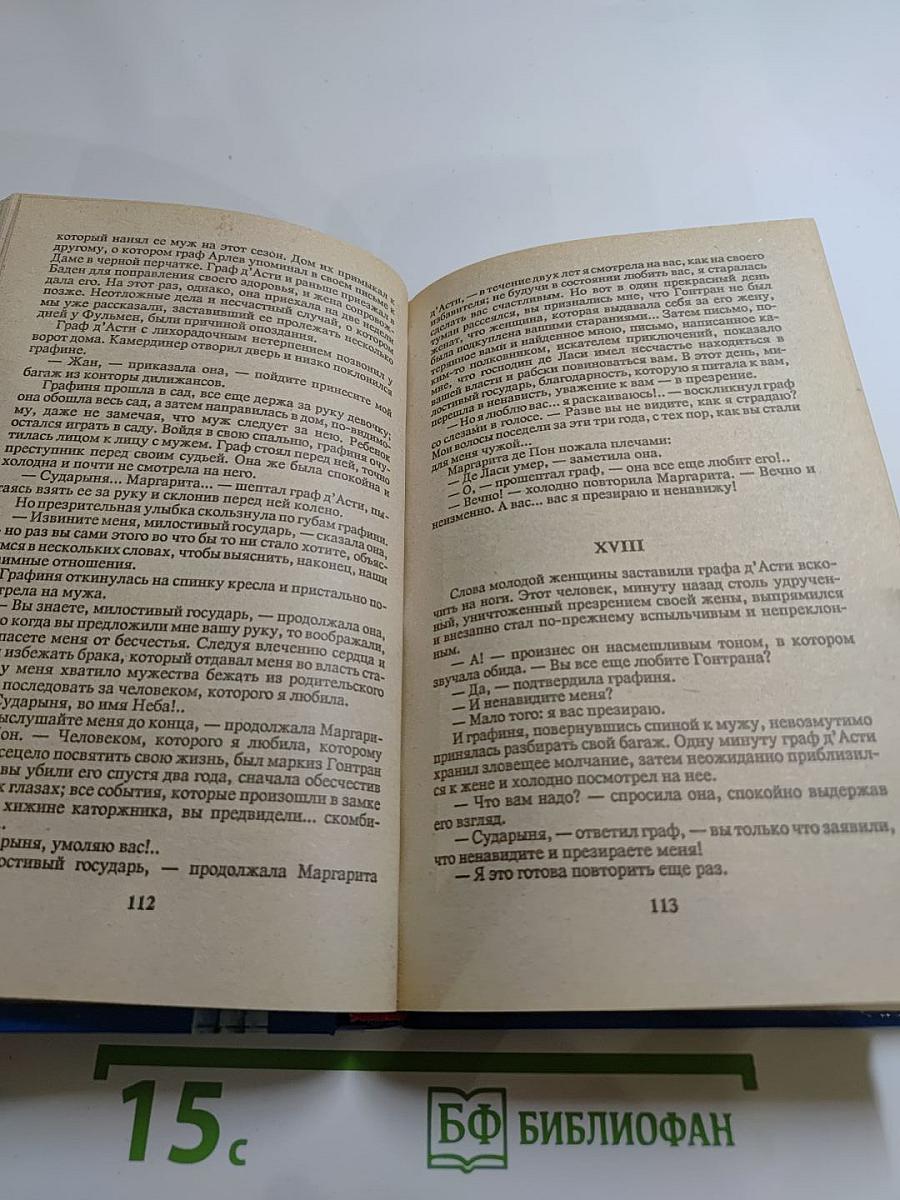 который нанял ее муж на этот сезон. Дом их примыкал к
другому, о котором граф Арлев упоминал в своем письме к
Даме в черной перчатке. Граф д'Асти и раньше приезжал в
Баден для поправления своего здоровья, и жена сопровож-
дала его. На этот раз, однако, она приехала на две недели
позже. Неотложные дела и несчастный случай, о котором
мы уже рассказали, заставивший ее пролежать несколько
дней у Фульмен, были причиной опоздания.
Граф д'Асти с лихорадочным нетерпением позвонил у
ворот дома. Камердинер отворил дверь и низко поклонился
графине.
— Жан, — приказала она, — пойдите принесите мой
багаж из конторы дилижансов.
Графиня прошла в сад, все еще держа за руку девочку;
она обошла весь сад, а затем направилась в дом, по-видимо-
му, даже не замечая, что муж следует за нею. Ребенок
остался играть в саду. Войдя в свою спальню, графиня очу-
тилась лицом к лицу с мужем. Граф стоял перед ней, точно
преступник перед своим судьей. Она же была спокойна и
холодна и почти не смотрела на него.
— Сударыня... Маргарита... — шептал граф д'Асти, пы-
таясь взять ее за руку и склонив перед ней колено.
Но презрительная улыбка скользнула по губам графини.
— Извините меня, милостивый государь, — сказала она,
но раз вы сами этого во что бы то ни стало хотите, объяс-
мся в нескольких словах, чтобы выяснить, наконец, наши
аимные отношения.
Графиня откинулась на спинку кресла и пристально по-
трела на мужа.
— Вы знаете, милостивый государь, — продолжала она,
о когда вы предложили мне вашу руку, то воображали,
пасете меня от бесчестья. Следуя влечению сердца и
и избежать брака, который отдавал меня во власть ста-
у меня хватило мужества бежать из родительского
последовать за человеком, которого я любила.
Сударыня, во имя Неба!..
ыслушайте меня до конца, — продолжала Маргари-
Пон. — Человеком, которого я любила, которому
сецело посвятить свою жизнь, был маркиз Гонтран
вы убили его спустя два года, сначала обесчестив
х глазах; все события, которые произошли в замке
хижине каторжника, вы предвидели... скомби-
..
рыня, умоляю вас!..
остивый государь, — продолжала Маргарита
112
д'Асти, — в течение двух лет я смотрела на вас, как на своего
избавителя; не будучи в состоянии любить вас, я старалась
сделать вас счастливым. Но вот в один прекрасный день
туман рассеялся, вы признались мне, что Гонтран не был
женат, что женщина, которая выдавала себя за его жену,
была подкуплена вашими стараниями... Затем письмо, по-
терянное вами и найденное мною, письмо, написанное ка-
ким-то полковником, искателем приключений, показало
мне, что господин де Ласи имел несчастье находиться в
вашей власти и рабски повиноваться вам. В этот день, ми-
лостивый государь, благодарность, которую я питала к вам,
перешла в ненависть, уважение к вам — в презрение.
— Но я люблю вас... я раскаиваюсь!.. — воскликнул граф
со слезами в голосе. — Разве вы не видите, как я страдаю?
Мои волосы поседели за эти три года, с тех пор, как вы стали
для меня чужой...
Маргарита де Пон пожала плечами:
— Де Ласи умер, — заметила она.
— О, — прошептал граф, — она все еще любит его!..
— Вечно! — холодно повторила Маргарита. — Вечно и
неизменно. А вас... вас я презираю и ненавижу!
XVIII
Слова молодой женщины заставили графа д'Асти вско-
чить на ноги. Этот человек, минуту назад столь удручен-
ный, уничтоженный презрением своей жены, выпрямился
и внезапно стал по-прежнему вспыльчивым и непреклон-
ным.
— А! — произнес он насмешливым тоном, в котором
звучала обида. — Вы все еще любите Гонтрана?
— Да, — подтвердила графиня.
— И ненавидите меня?
— Мало того: я вас презираю.
И графиня, повернувшись спиной к мужу, невозмутимо
принялась разбирать свой багаж. Одну минуту граф д'Асти
хранил зловещее молчание, затем неожиданно приблизил-
ся к жене и холодно посмотрел на нее.
— Что вам надо? — спросила она, спокойно выдержав
его взгляд.
— Сударыня, — ответил граф, — вы только что заявили,
что ненавидите и презираете меня!
— Я это готова повторить еще раз.
113
15 с
БФ БИБЛИОФАН